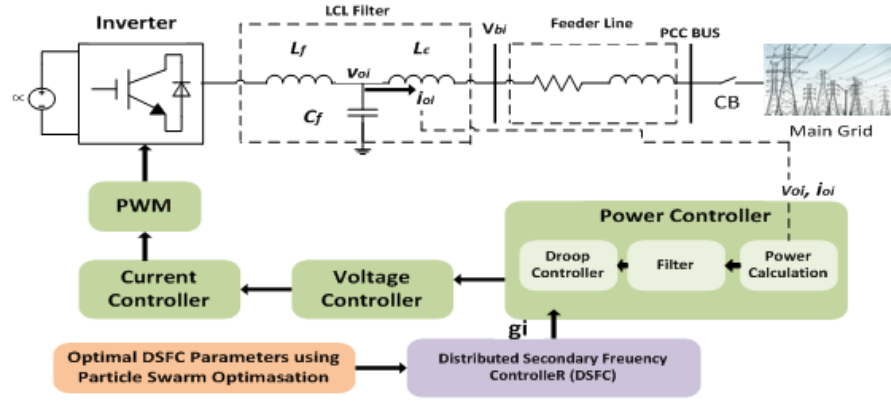 Inverter
LCL Filter
Lf
Lc
voi
ioi
Cf
Vbi
Feeder Line
PCC BUS
CB
Main Grid
DC
PWM
Current
Controller
Voltage
Controller
Power Controller
Droop
Controller
Filter
Power
Calculation
voi, ioi
gi
Optimal DSFC Parameters using
Particle Swarm Optimasation
Distributed Secondary Freuency
ControlleR (DSFC)